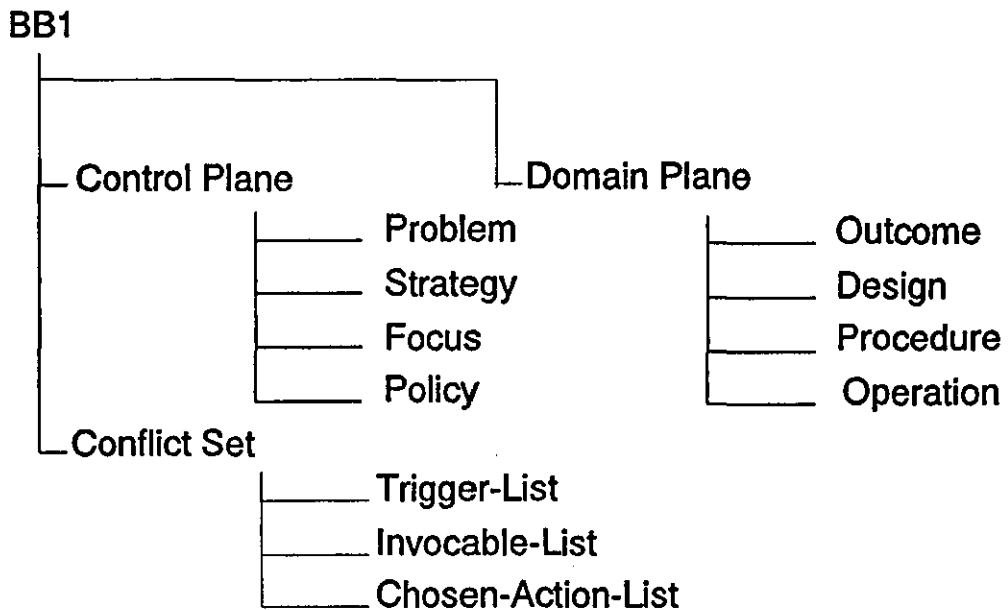 BB1
Control Plane
Problem
Strategy
Focus
Policy
Domain Plane
Outcome
Design
Procedure
Operation
Conflict Set
Trigger-List
Invocable-List
Chosen-Action-List